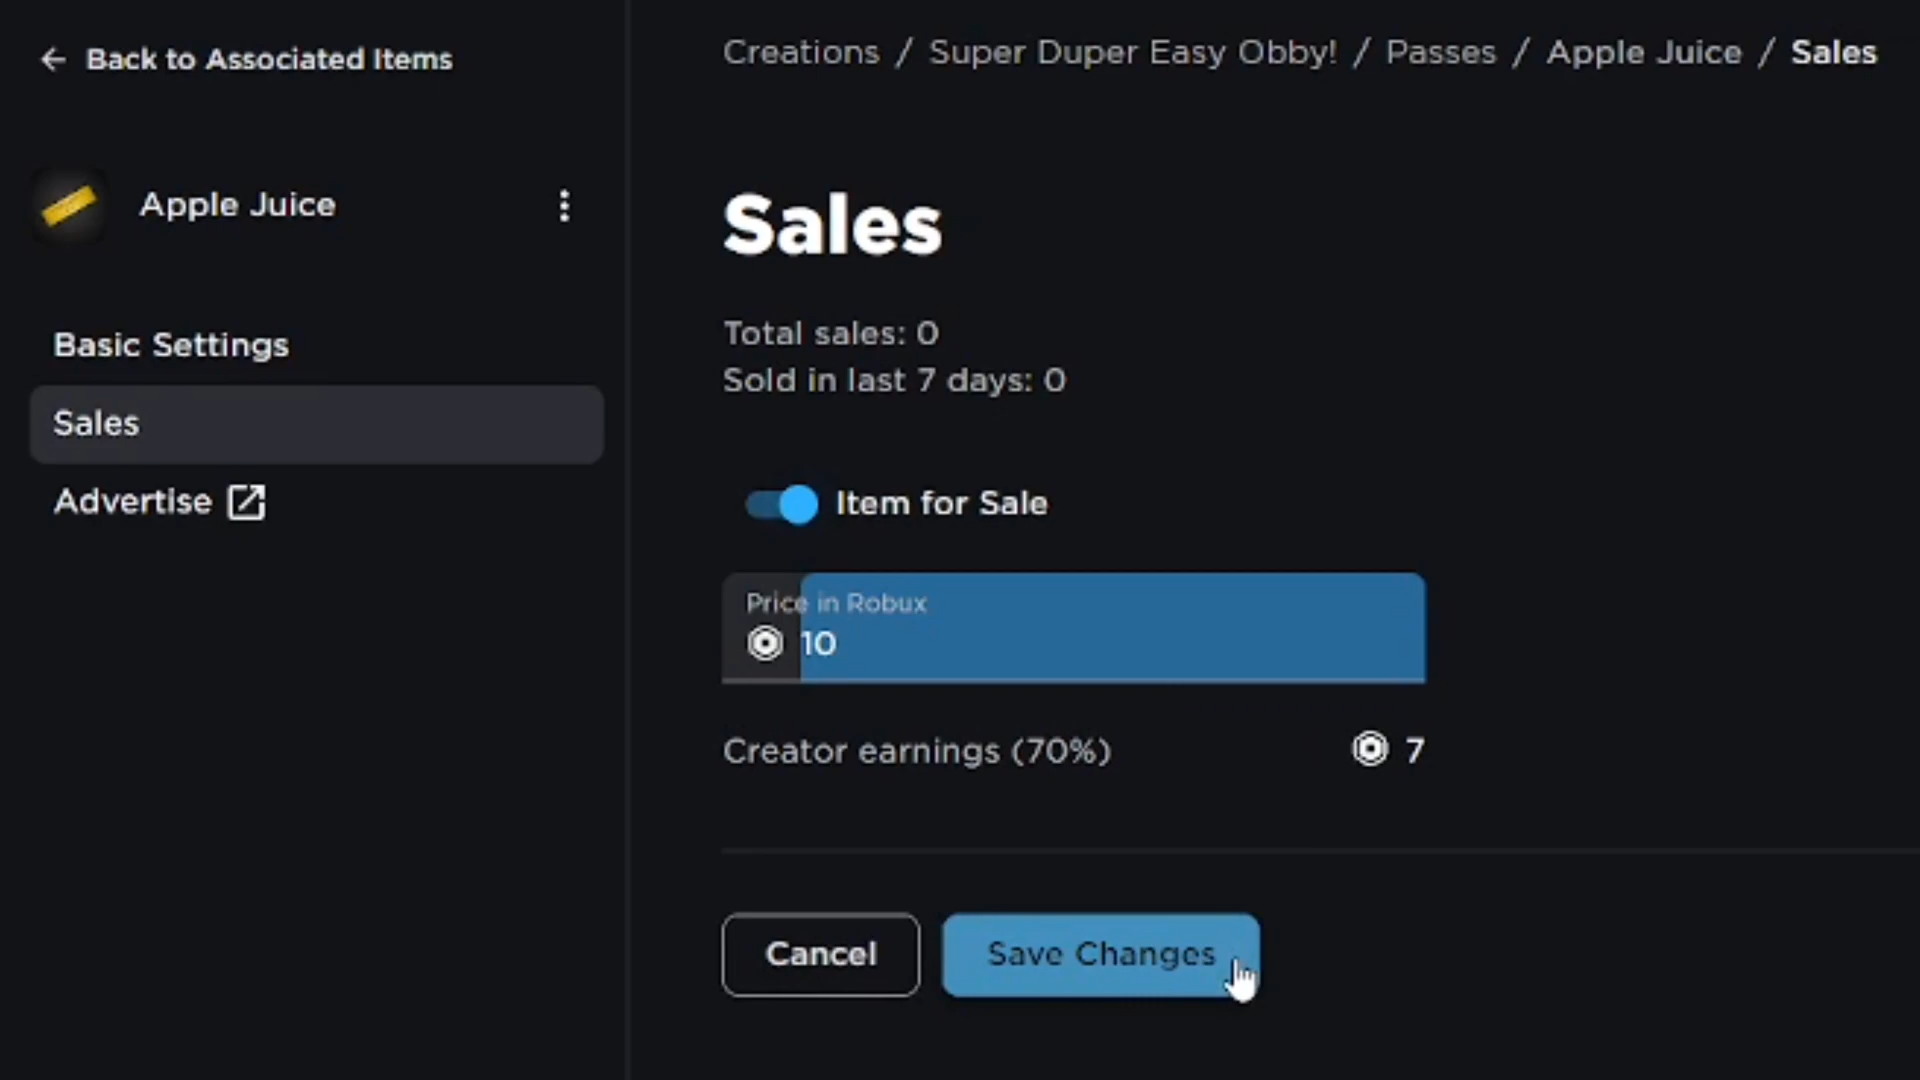 Back to Associated Items
Creations / Super Duper Easy Obby! / Passes / Apple Juice / Sales
Apple Juice
Basic Settings
Sales
Advertise
Sales
Total sales: 0
Sold in last 7 days: 0
Item for Sale
Price in Robux
10
Creator earnings (70%) 7
Cancel
Save Changes